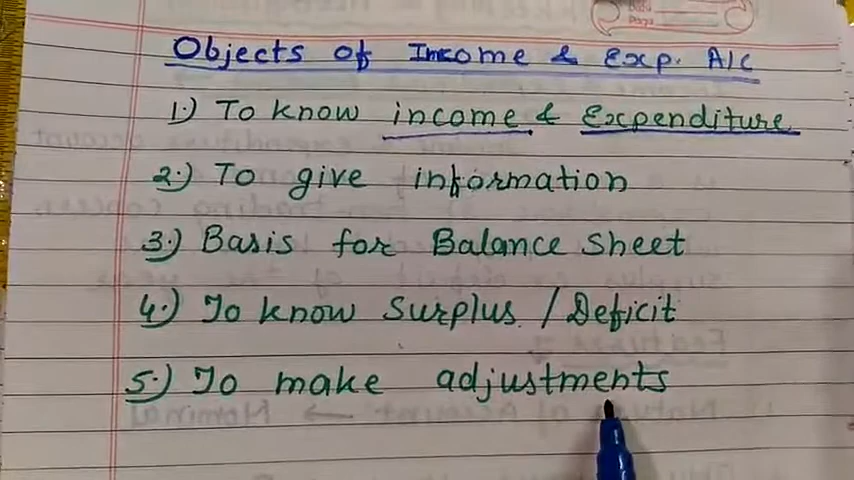 Objects of Income & Exp. A/C
1.) To know income & Expenditure
2.) To give information
3.) Basis for Balance Sheet
4.) To know Surplus / Deficit
5.) To make adjustments